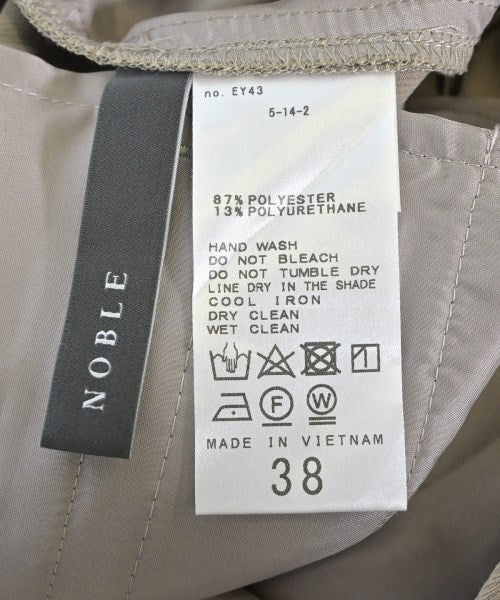 NOBLE
no. EY43
5-14-2
87% POLYESTER
13% POLYURETHANE
HAND WASH
DO NOT BLEACH
DO NOT TUMBLE DRY
LINE DRY IN THE SHADE
COOL IRON
DRY CLEAN
WET CLEAN
F W
MADE IN VIETNAM
38